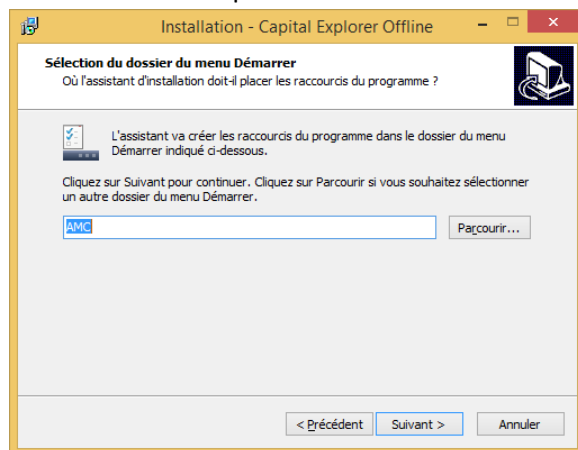 Installation - Capital Explorer Offline
Sélection du dossier du menu Démarrer
Où l'assistant d'installation doit-il placer les raccourcis du programme ?
L'assistant va créer les raccourcis du programme dans le dossier du menu
Démarrer indiqué ci-dessous.
Cliquez sur Suivant pour continuer. Cliquez sur Parcourir si vous souhaitez sélectionner
un autre dossier du menu Démarrer.
AMC
Parcourir...
< Précédent
Suivant >
Annuler